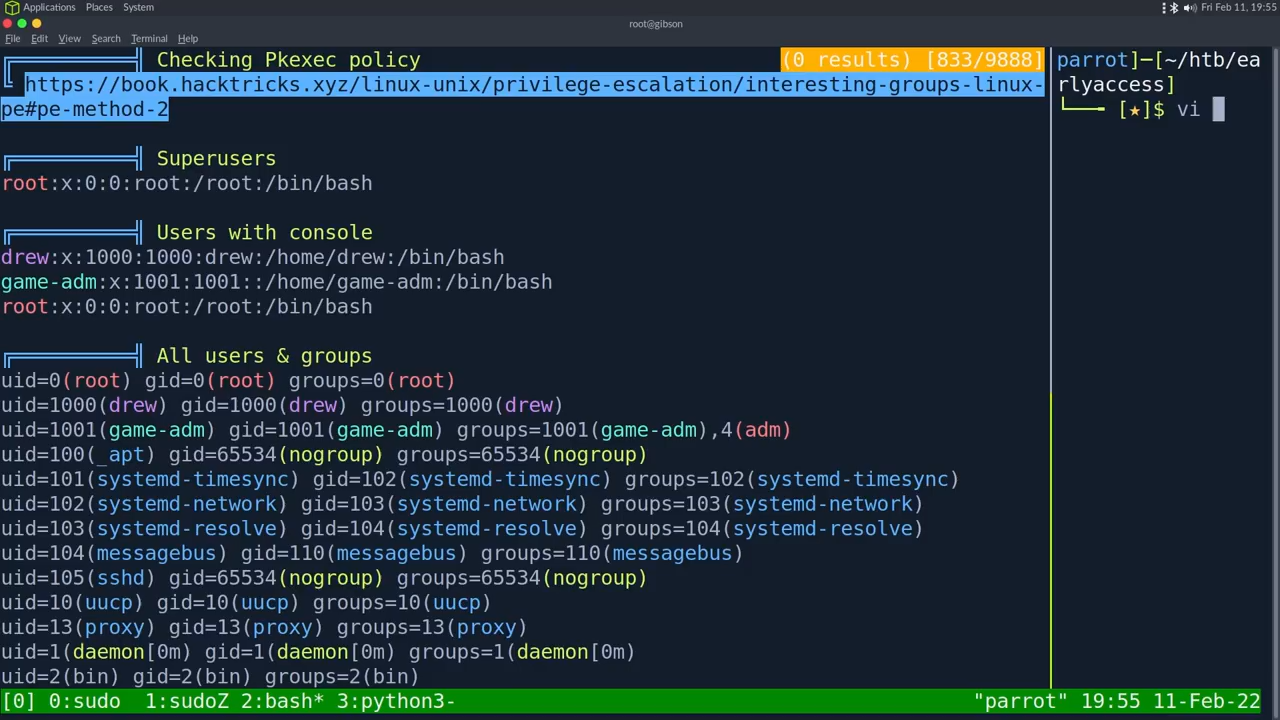 Applications Places System
Fri Feb 11, 19:55
root@gibson
File Edit View Search Terminal Help
Checking Pkexec policy
(0 results) [833/9888]
https://book.hacktricks.xyz/linux-unix/privilege-escalation/interesting-groups-linux-
pe#pe-method-2
Superusers
root:x:0:0:root:/root:/bin/bash
Users with console
drew:x:1000:1000:drew:/home/drew:/bin/bash
game-adm:x:1001:1001::/home/game-adm:/bin/bash
root:x:0:0:root:/root:/bin/bash
All users & groups
uid=0(root) gid=0(root) groups=0(root)
uid=1000(drew) gid=1000(drew) groups=1000(drew)
uid=1001(game-adm) gid=1001(game-adm) groups=1001(game-adm),4(adm)
uid=100(_apt) gid=65534(nogroup) groups=65534(nogroup)
uid=101(systemd-timesync) gid=102(systemd-timesync) groups=102(systemd-timesync)
uid=102(systemd-network) gid=103(systemd-network) groups=103(systemd-network)
uid=103(systemd-resolve) gid=104(systemd-resolve) groups=104(systemd-resolve)
uid=104(messagebus) gid=110(messagebus) groups=110(messagebus)
uid=105(sshd) gid=65534(nogroup) groups=65534(nogroup)
uid=10(uucp) gid=10(uucp) groups=10(uucp)
uid=13(proxy) gid=13(proxy) groups=13(proxy)
uid=1(daemon[0m) gid=1(daemon[0m) groups=1(daemon[0m)
uid=2(bin) gid=2(bin) groups=2(bin)
parrot]─[~/htb/ea
rlyaccess]
└──╼ [★]$ vi
[0] 0:sudo 1:sudoZ 2:bash* 3:python3-
"parrot" 19:55 11-Feb-22